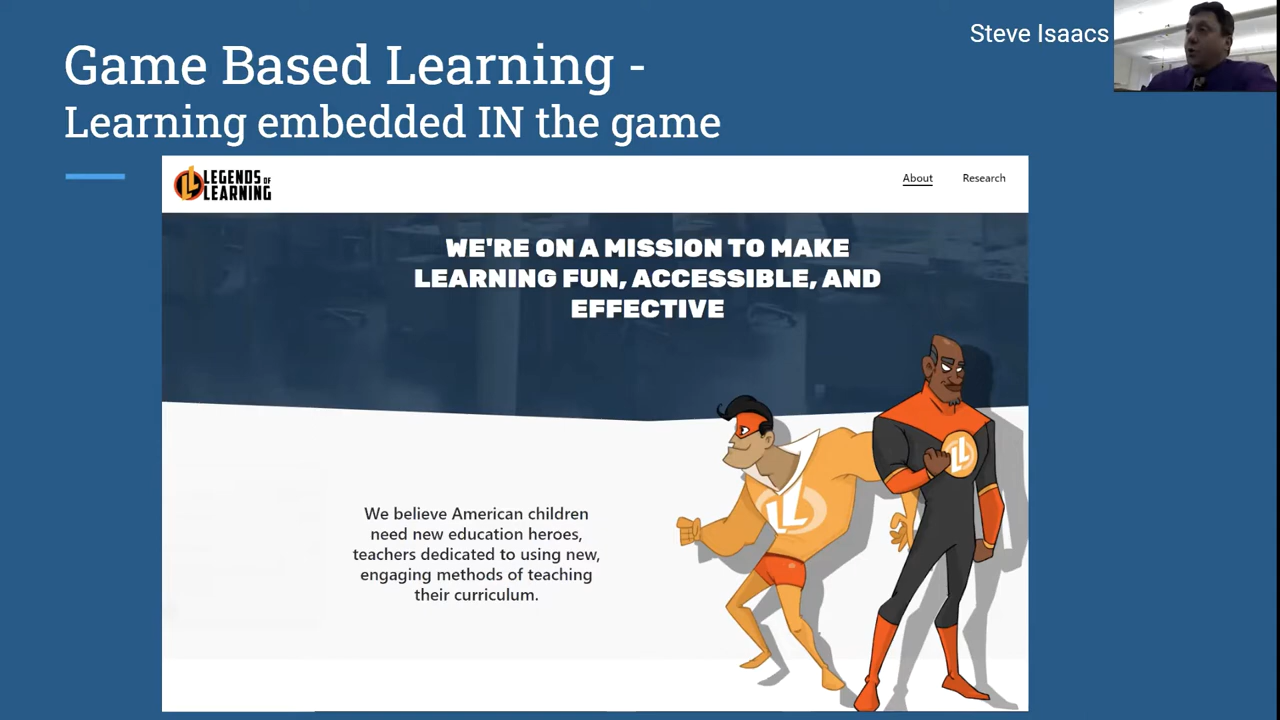 Game Based Learning -
Learning embedded IN the game
Steve Isaacs
LL LEGENDS OF
LEARNING
About
Research
WE'RE ON A MISSION TO MAKE
LEARNING FUN, ACCESSIBLE, AND
EFFECTIVE
We believe American children
need new education heroes,
teachers dedicated to using new,
engaging methods of teaching
their curriculum.
LL
LL